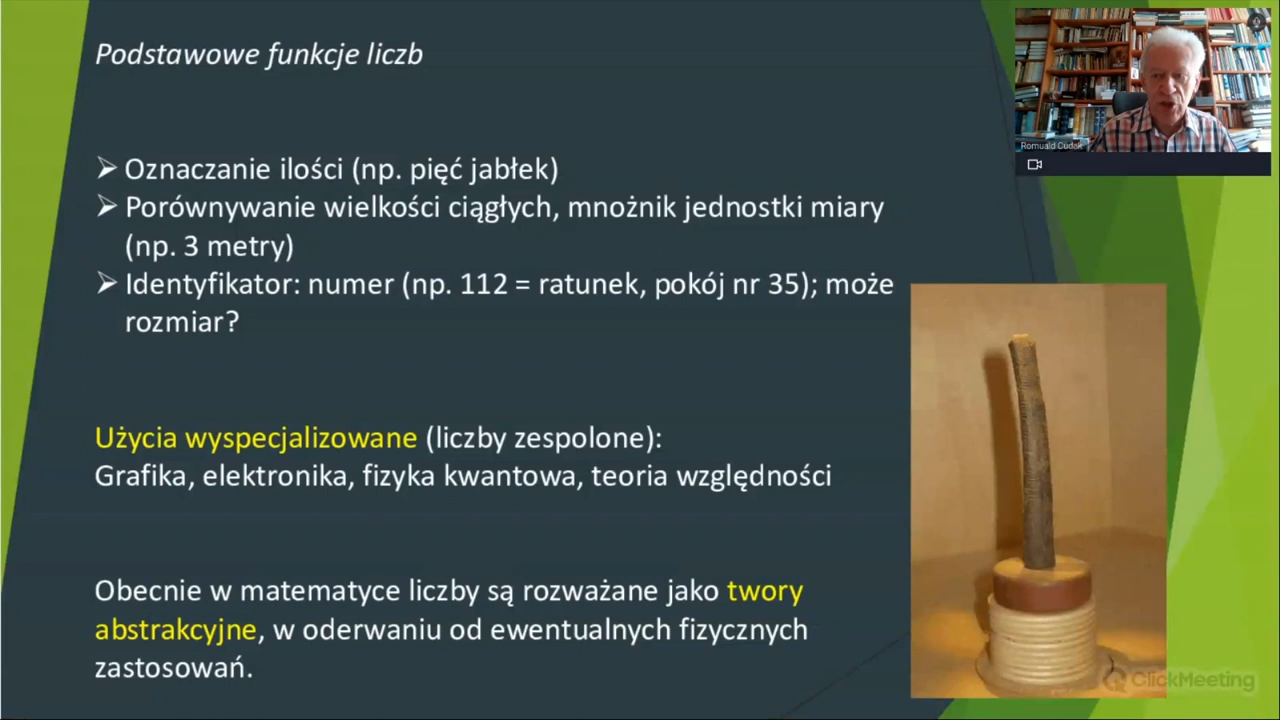 Podstawowe funkcje liczb
Romuald Cudak
Oznaczanie ilości (np. pięć jabłek)
Porównywanie wielkości ciągłych, mnożnik jednostki miary
(np. 3 metry)
Identyfikator: numer (np. 112 = ratunek, pokój nr 35); może
rozmiar?
Użycia wyspecjalizowane (liczby zespolone):
Grafika, elektronika, fizyka kwantowa, teoria względności
Obecnie w matematyce liczby są rozważane jako twory
abstrakcyjne, w oderwaniu od ewentualnych fizycznych
zastosowań.
ClickMeeting